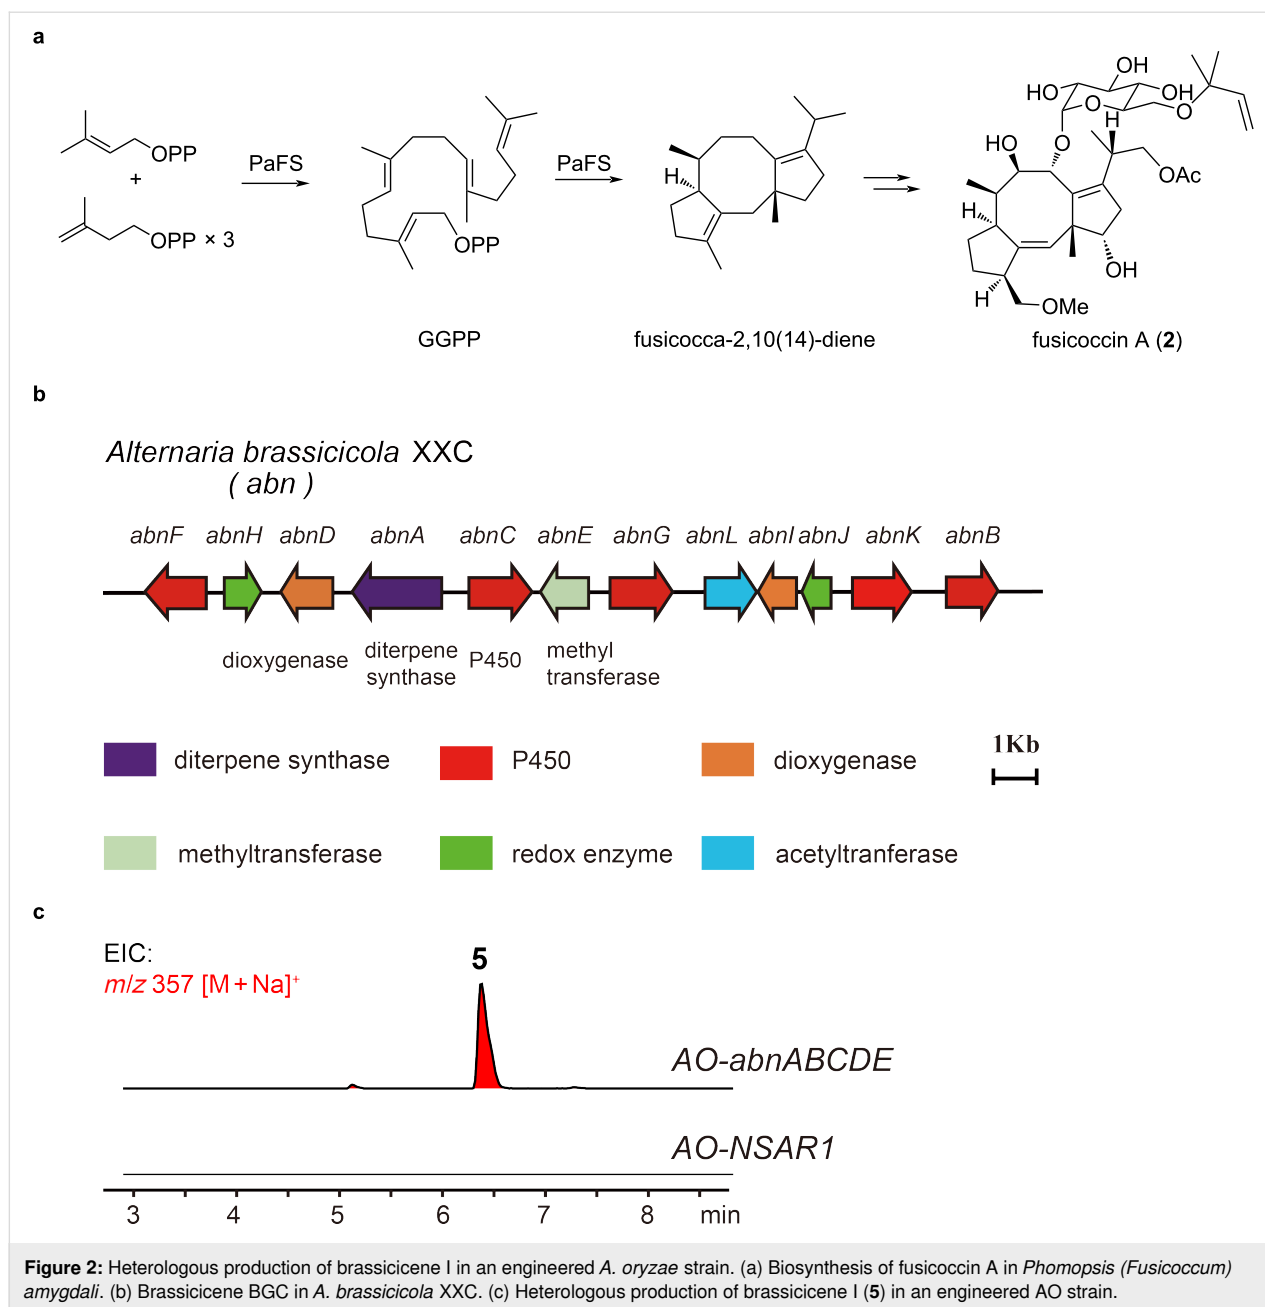 a
OPP
+
OPP × 3
PaFS
OPP
GGPP
PaFS
H
fusicocca-2,10(14)-diene
OH
HO
OH
O
O
H
O
HO
OAc
H
OH
H
OMe
fusicoccin A (2)
b
Alternaria brassicicola XXC
( abn )
abnF abnH abnD abnA abnC abnE abnG abnL abnI abnJ abnK abnB
dioxygenase
diterpene
synthase
P450
methyl
transferase
diterpene synthase
P450
dioxygenase
1Kb
methyltransferase
redox enzyme
acetyltranferase
c
EIC:
m/z 357 [M + Na]+
5
AO-abnABCDE
AO-NSAR1
3 4 5 6 7 8 min
Figure 2: Heterologous production of brassicicene I in an engineered A. oryzae strain. (a) Biosynthesis of fusicoccin A in Phomopsis (Fusicoccum)
amygdali. (b) Brassicicene BGC in A. brassicicola XXC. (c) Heterologous production of brassicicene I (5) in an engineered AO strain.